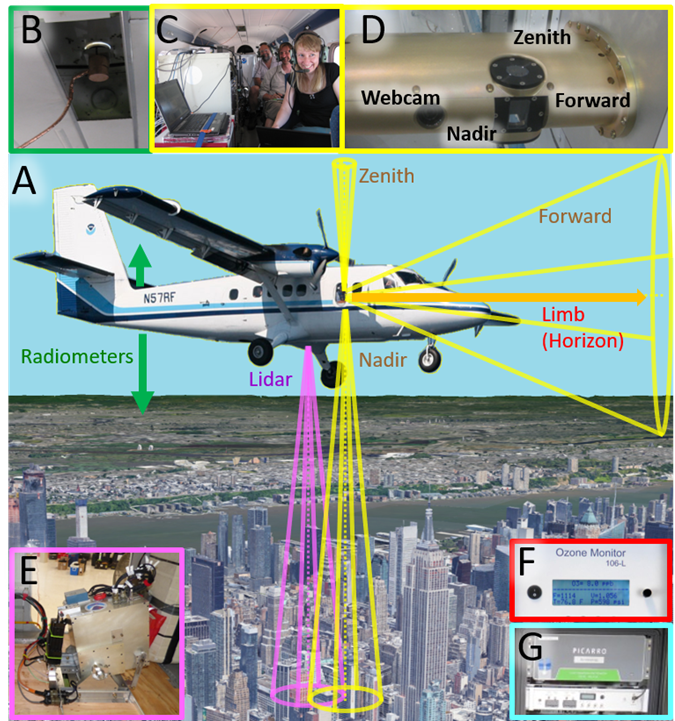 B
C
D
Zenith
Webcam
Forward
Nadir
A
Zenith
Forward
N57RF
Limb
(Horizon)
Radiometers
Nadir
Lidar
E
F
Ozone Monitor
106-L
G
PICARRO